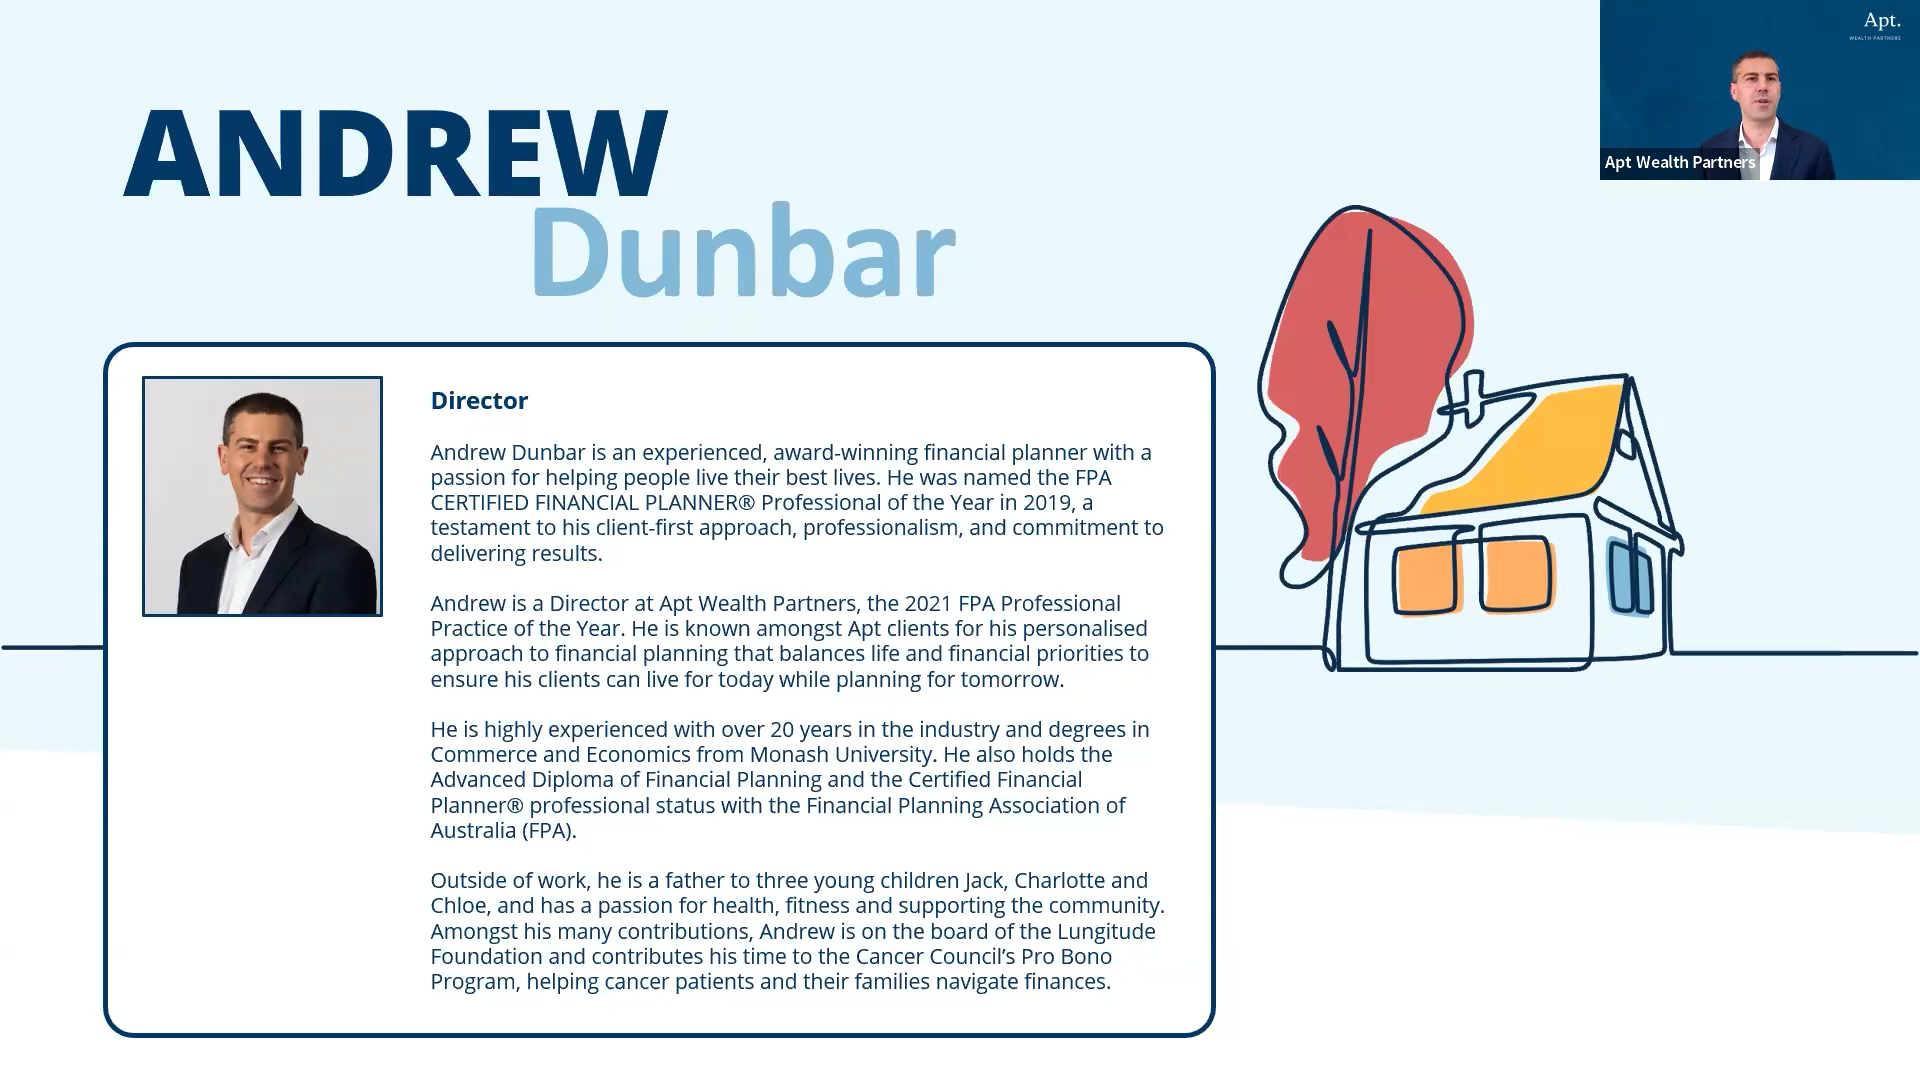 Apt.
WEALTH PARTNERS
Apt Wealth Partners
ANDREW
Dunbar
Director
Andrew Dunbar is an experienced, award-winning financial planner with a
passion for helping people live their best lives. He was named the FPA
CERTIFIED FINANCIAL PLANNER® Professional of the Year in 2019, a
testament to his client-first approach, professionalism, and commitment to
delivering results.
Andrew is a Director at Apt Wealth Partners, the 2021 FPA Professional
Practice of the Year. He is known amongst Apt clients for his personalised
approach to financial planning that balances life and financial priorities to
ensure his clients can live for today while planning for tomorrow.
He is highly experienced with over 20 years in the industry and degrees in
Commerce and Economics from Monash University. He also holds the
Advanced Diploma of Financial Planning and the Certified Financial
Planner® professional status with the Financial Planning Association of
Australia (FPA).
Outside of work, he is a father to three young children Jack, Charlotte and
Chloe, and has a passion for health, fitness and supporting the community.
Amongst his many contributions, Andrew is on the board of the Lungitude
Foundation and contributes his time to the Cancer Council’s Pro Bono
Program, helping cancer patients and their families navigate finances.